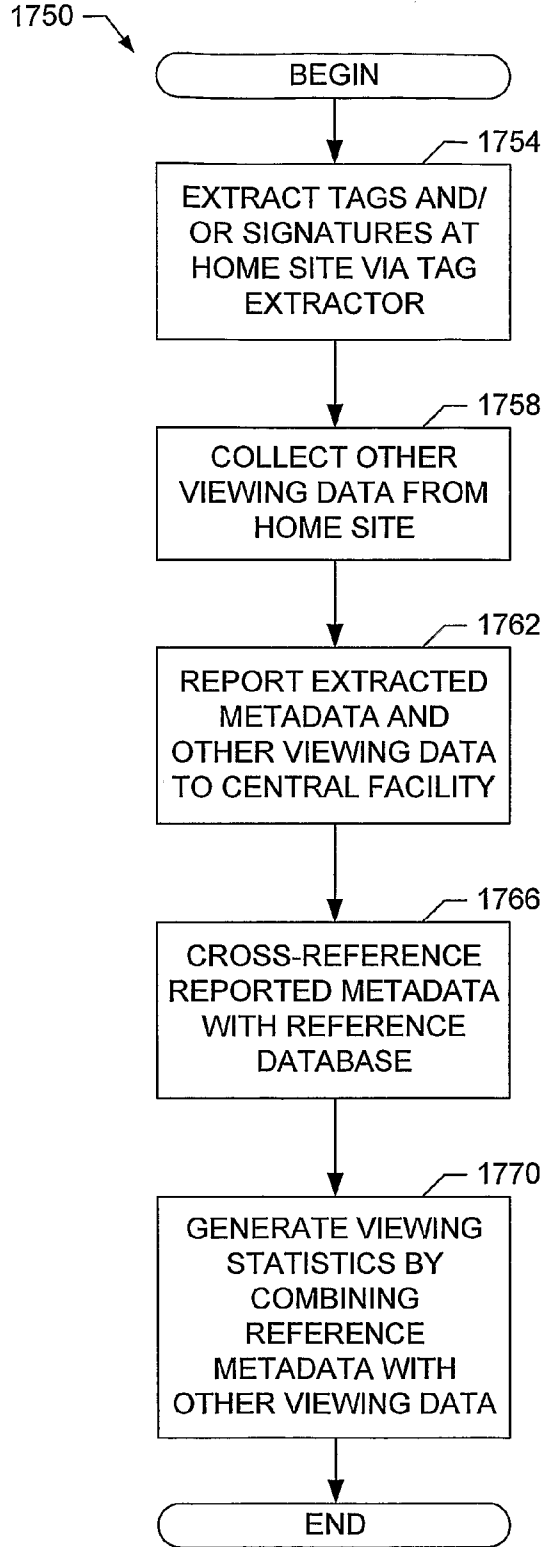 1750
BEGIN
1754
EXTRACT TAGS AND/
OR SIGNATURES AT
HOME SITE VIA TAG
EXTRACTOR
1758
COLLECT OTHER
VIEWING DATA FROM
HOME SITE
1762
REPORT EXTRACTED
METADATA AND
OTHER VIEWING DATA
TO CENTRAL FACILITY
1766
CROSS-REFERENCE
REPORTED METADATA
WITH REFERENCE
DATABASE
1770
GENERATE VIEWING
STATISTICS BY
COMBINING
REFERENCE
METADATA WITH
OTHER VIEWING DATA
END